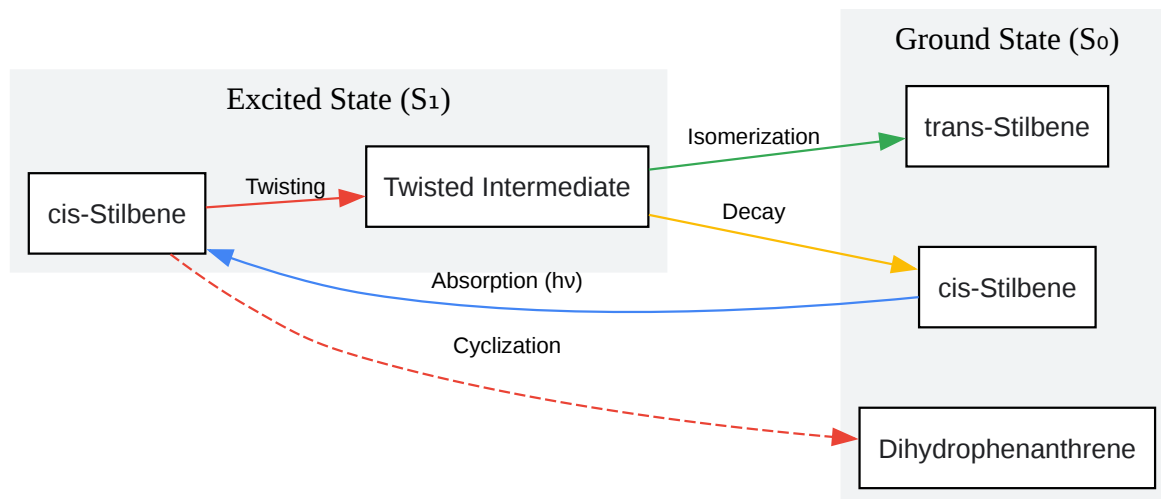 Ground State (S₀)
Excited State (S₁)
trans-Stilbene
Isomerization
Twisted Intermediate
Twisting
cis-Stilbene
Decay
Absorption (hν)
cis-Stilbene
Cyclization
Dihydrophenanthrene